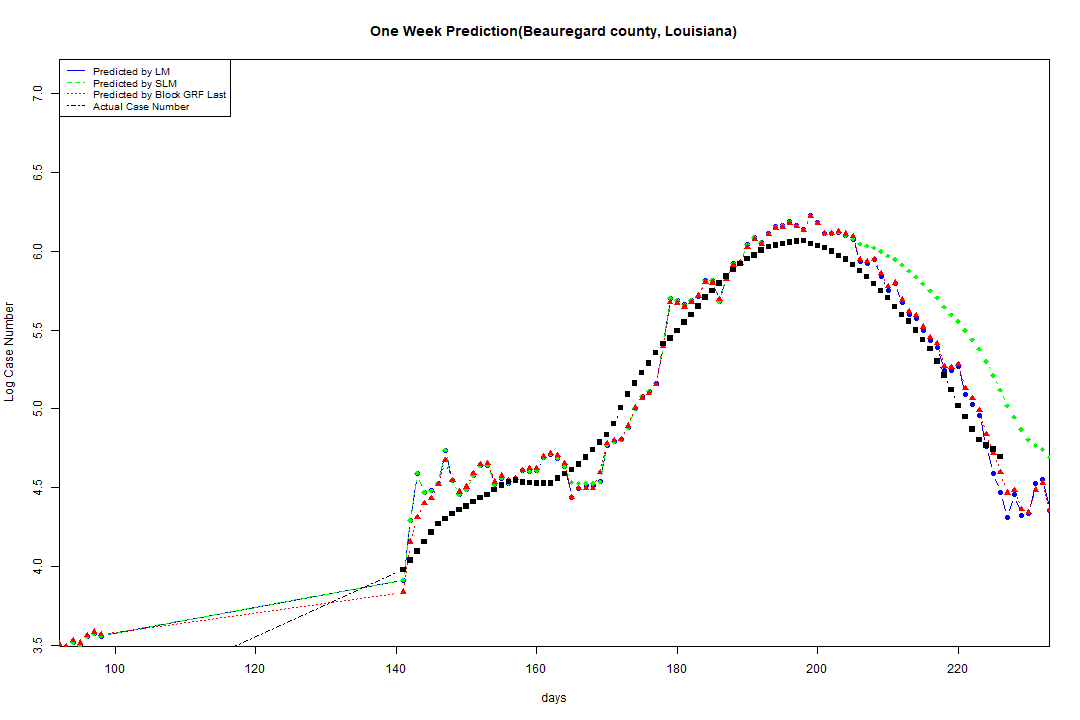 One Week Prediction(Beauregard county, Louisiana)
Predicted by LM
Predicted by SLM
Predicted by Block GRF Last
Actual Case Number
7.0
6.5
6.0
5.5
5.0
4.5
4.0
3.5
Log Case Number
100 120 140 160 180 200 220
days